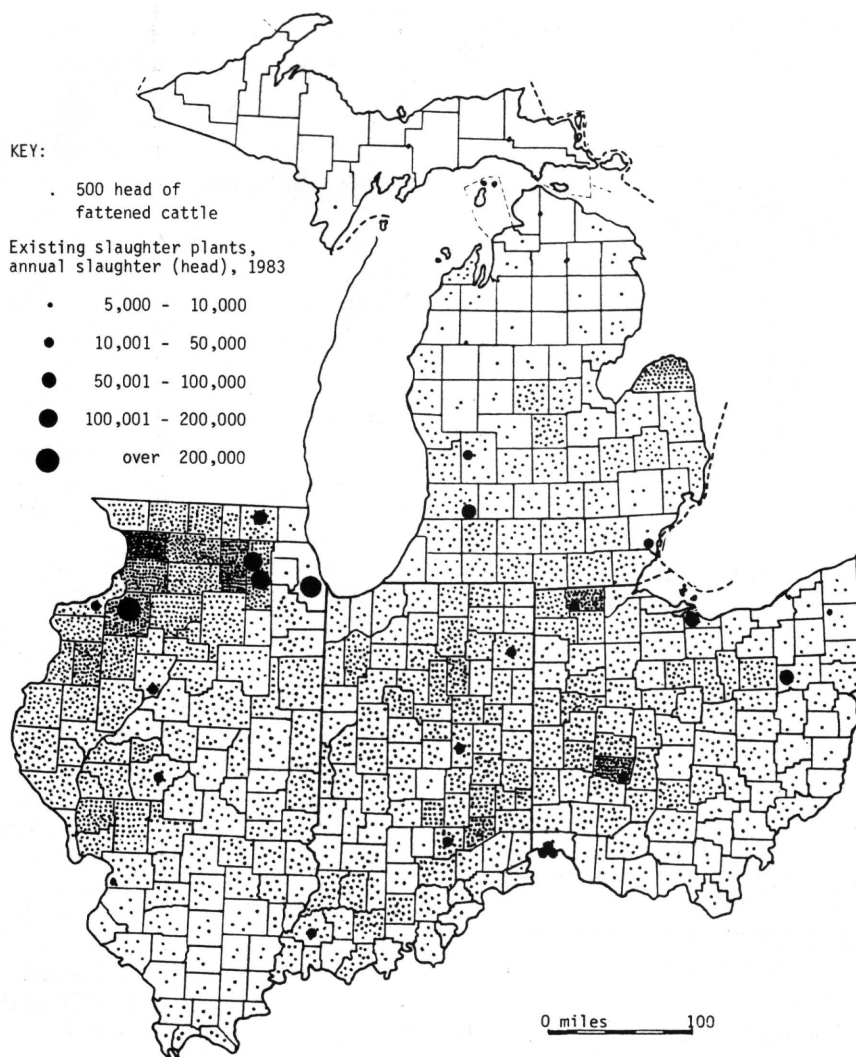 KEY:
. 500 head of
fattened cattle
Existing slaughter plants,
annual slaughter (head), 1983
5,000 - 10,000
10,001 - 50,000
50,001 - 100,000
100,001 - 200,000
over 200,000
0 miles 100